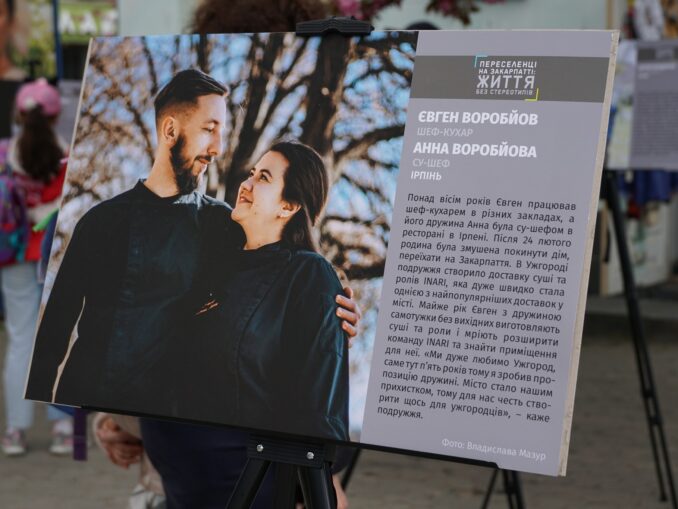 ПЕРЕСЕЛЕНЦІ
НА ЗАКАРПАТТІ:
ЖИТТЯ
БЕЗ СТЕРОТИПІВ
ЄВГЕН ВОРОБЙОВ
ШЕФ-КУХАР
АННА ВОРОБЙОВА
СУ-ШЕФ
ІРПІНЬ
Понад вісім років Євген працював
шеф-кухарем в різних закладах, а
його дружина Анна була су-шефом в
ресторані в Ірпені. Після 24 лютого
родина була змушена покинути дім,
переїхати на Закарпаття. В Ужгороді
подружжя створило доставку суші та
ролів INARI, яка дуже швидко стала
однією з найпопулярніших доставок у
місті. Майже рік Євген з дружиною
самотужки без вихідних виготовляють
суші та роли і мріють розширити
команду INARI та знайти приміщення
для неї. «Ми дуже любимо Ужгород,
саме тут п'ять років тому я зробив про-
позицію дружині. Місто стало нашим
прихистком, тому для нас честь ство-
рити щось для ужгородців», – каже
подружжя.
Фото: Владислава Мазур